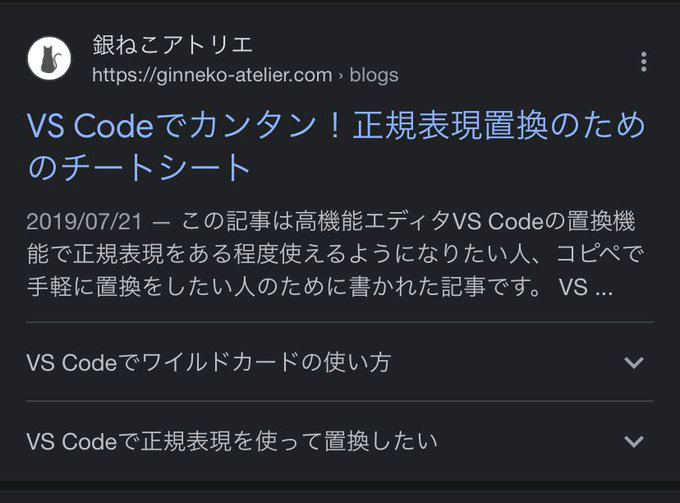 銀ねこアトリエ
https://ginneko-atelier.com › blogs
VS Codeでカンタン！正規表現置換のため
のチートシート
2019/07/21 — この記事は高機能エディタVS Codeの置換機
能で正規表現をある程度使えるようになりたい人、コピペで
手軽に置換をしたい人のために書かれた記事です。 VS ...
VS Codeでワイルドカードの使い方
VS Codeで正規表現を使って置換したい